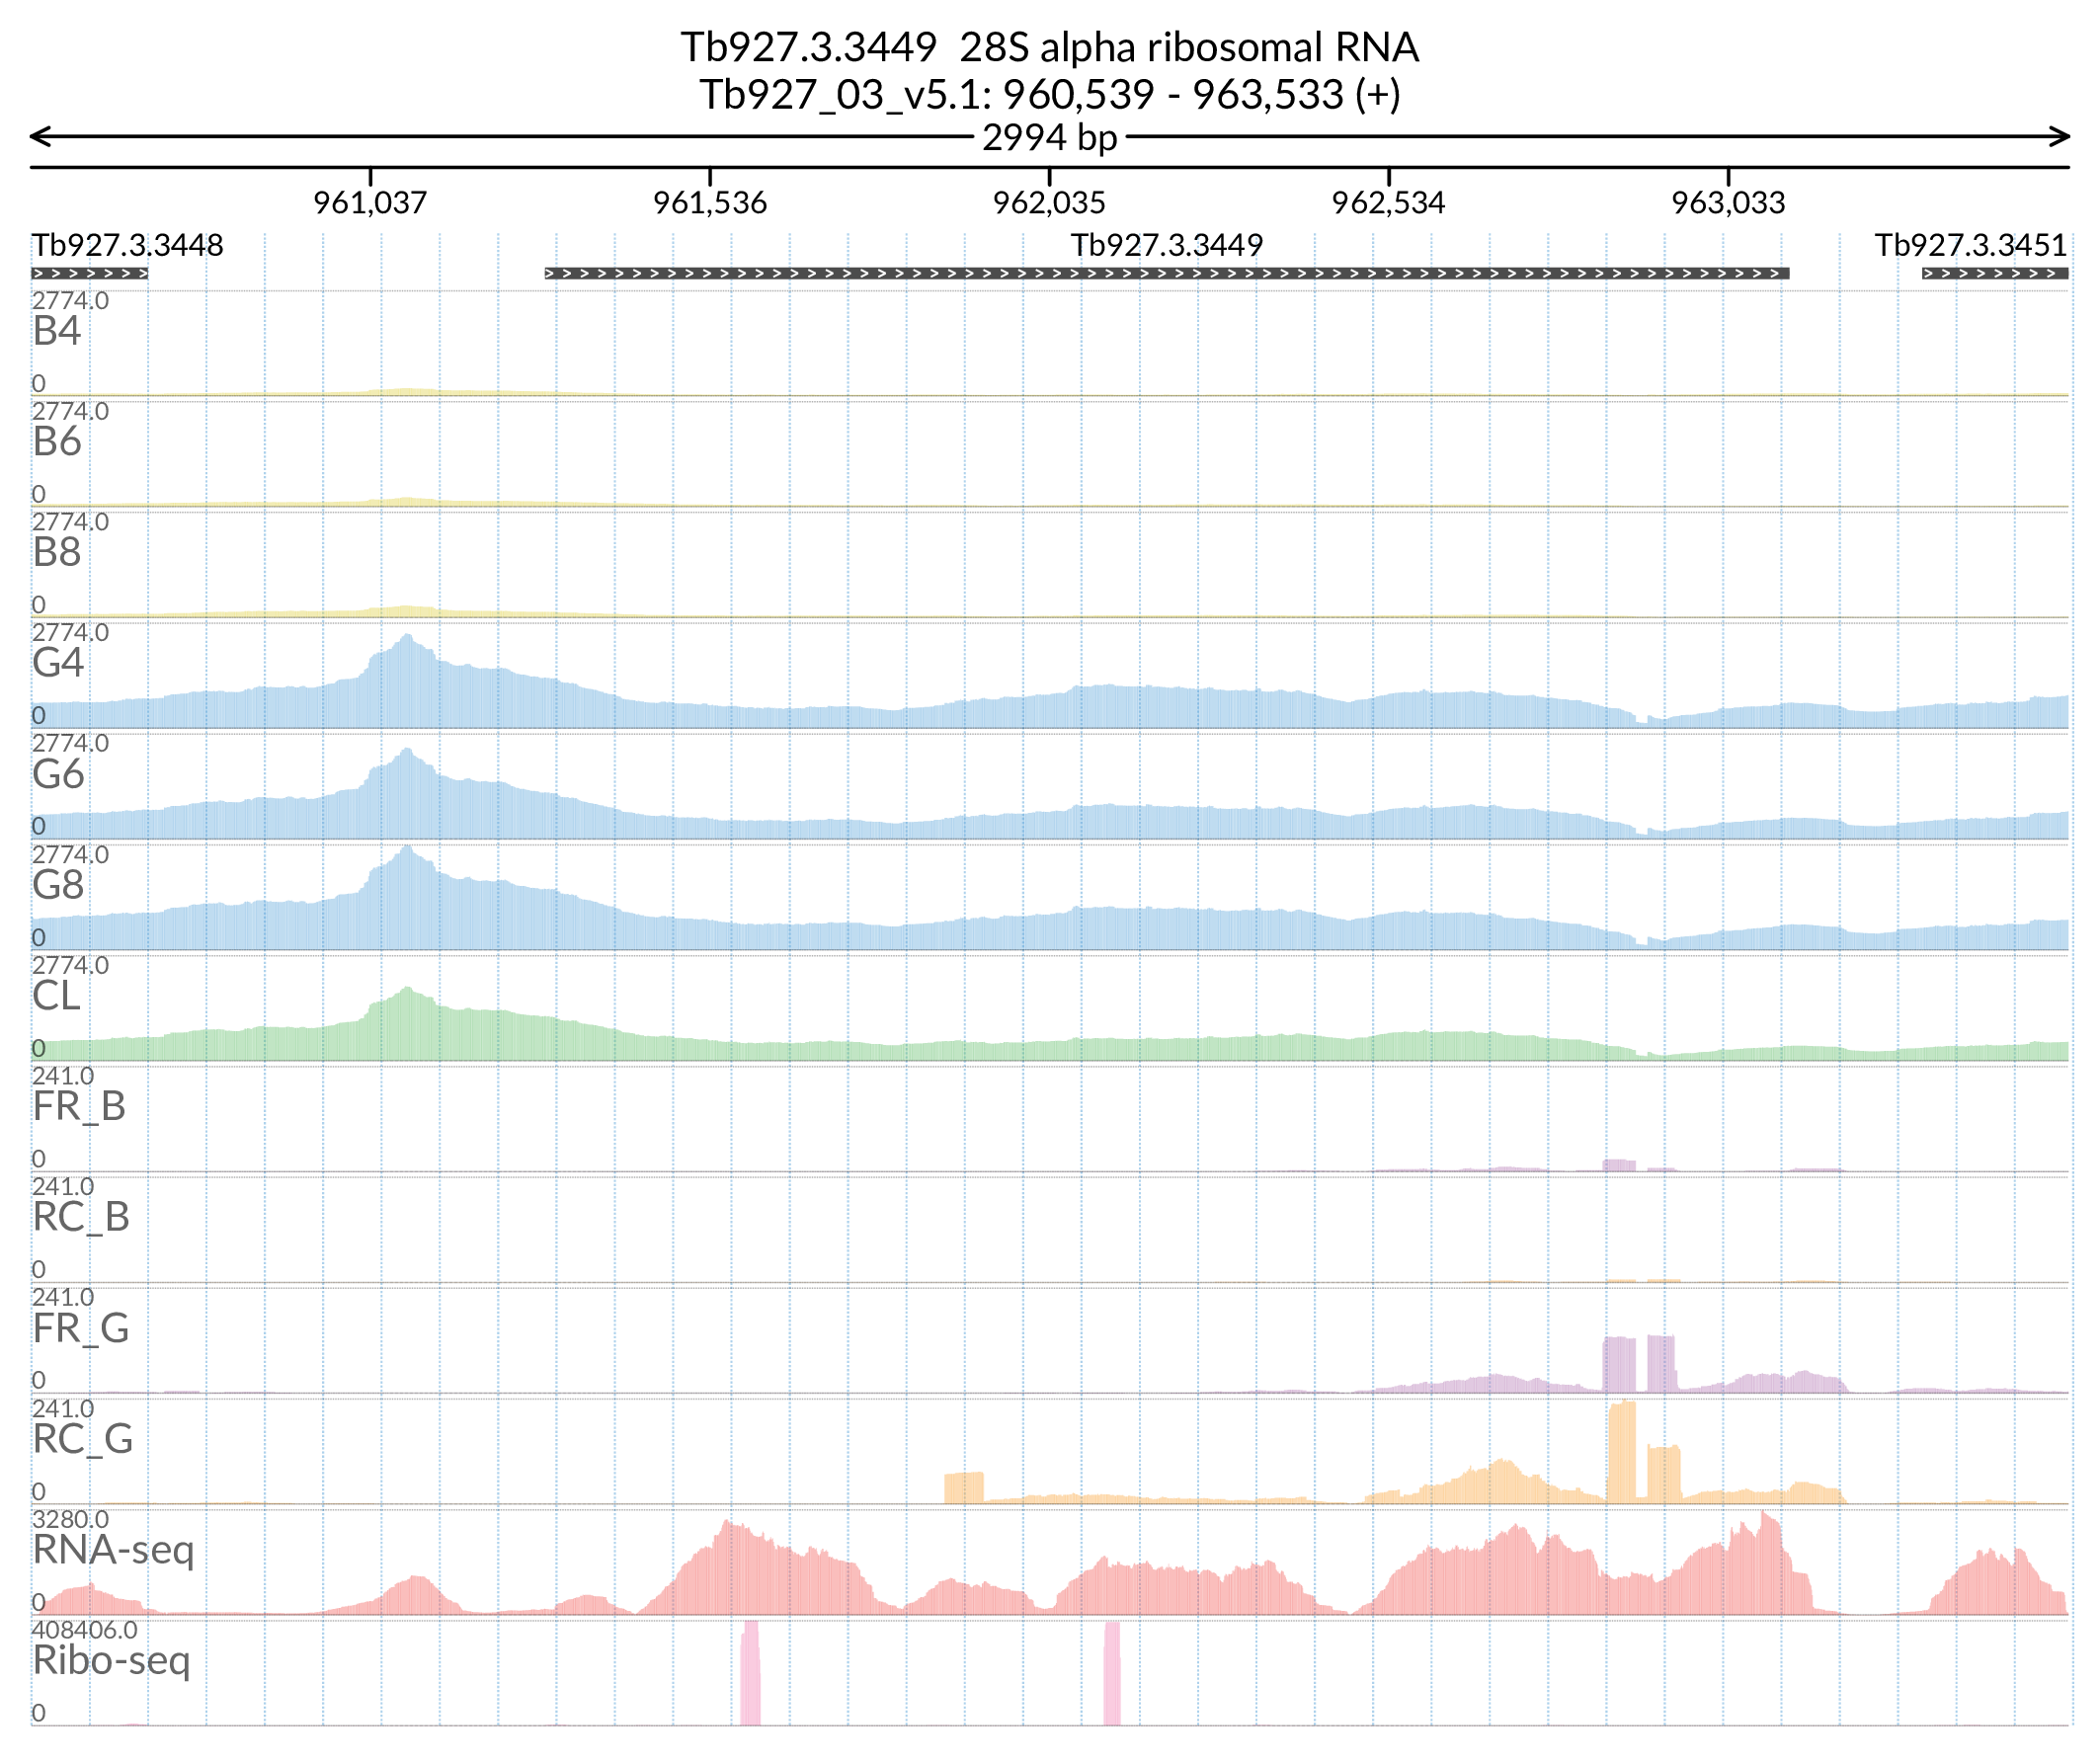 Tb927.3.3449  28S alpha ribosomal RNA
Tb927_03_v5.1: 960,539 - 963,533 (+)
2994 bp
961,037 961,536 962,035 962,534 963,033
Tb927.3.3448 Tb927.3.3449 Tb927.3.3451
2774.0
B4
0
2774.0
B6
0
2774.0
B8
0
2774.0
G4
0
2774.0
G6
0
2774.0
G8
0
2774.0
CL
0
241.0
FR_B
0
241.0
RC_B
0
241.0
FR_G
0
241.0
RC_G
0
3280.0
RNA-seq
0
408406.0
Ribo-seq
0